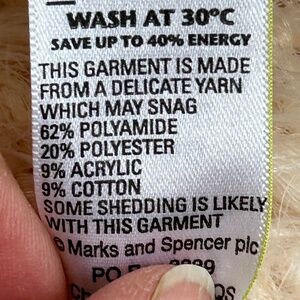 WASH AT 30°C
SAVE UP TO 40% ENERGY
THIS GARMENT IS MADE
FROM A DELICATE YARN
WHICH MAY SNAG
62% POLYAMIDE
20% POLYESTER
9% ACRYLIC
9% COTTON
SOME SHEDDING IS LIKELY
WITH THIS GARMENT
© Marks and Spencer plc
PO